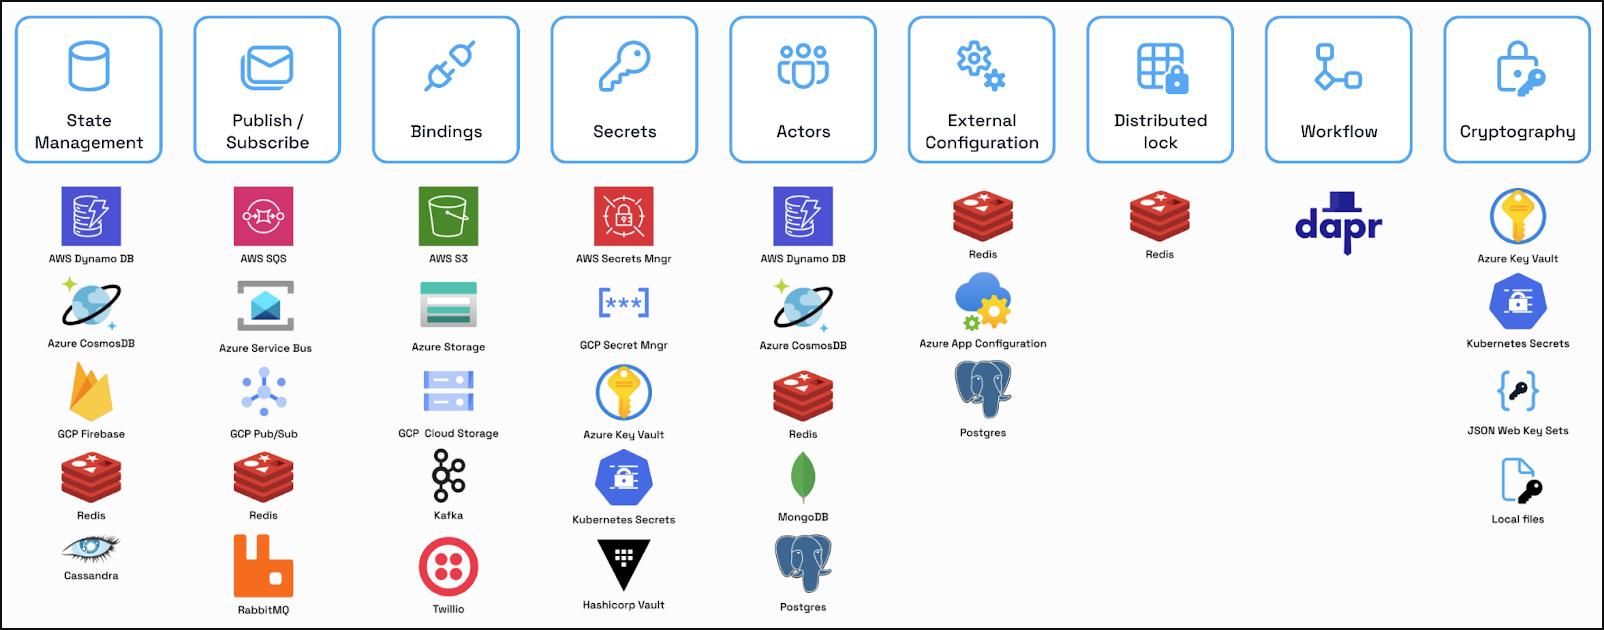 State
Management
Publish /
Subscribe
Bindings
Secrets
Actors
External
Configuration
Distributed
lock
Workflow
Cryptography
AWS Dynamo DB
AWS SQS
AWS S3
AWS Secrets Mngr
AWS Dynamo DB
Redis
Redis
dapr
Azure Key Vault
Azure CosmosDB
Azure Service Bus
Azure Storage
[***]
GCP Secret Mngr
Azure CosmosDB
Azure App Configuration
Kubernetes Secrets
GCP Firebase
GCP Pub/Sub
GCP Cloud Storage
Azure Key Vault
Redis
Postgres
JSON Web Key Sets
Redis
Redis
Kafka
Kubernetes Secrets
MongoDB
Local files
Cassandra
RabbitMQ
Twillio
Hashicorp Vault
Postgres